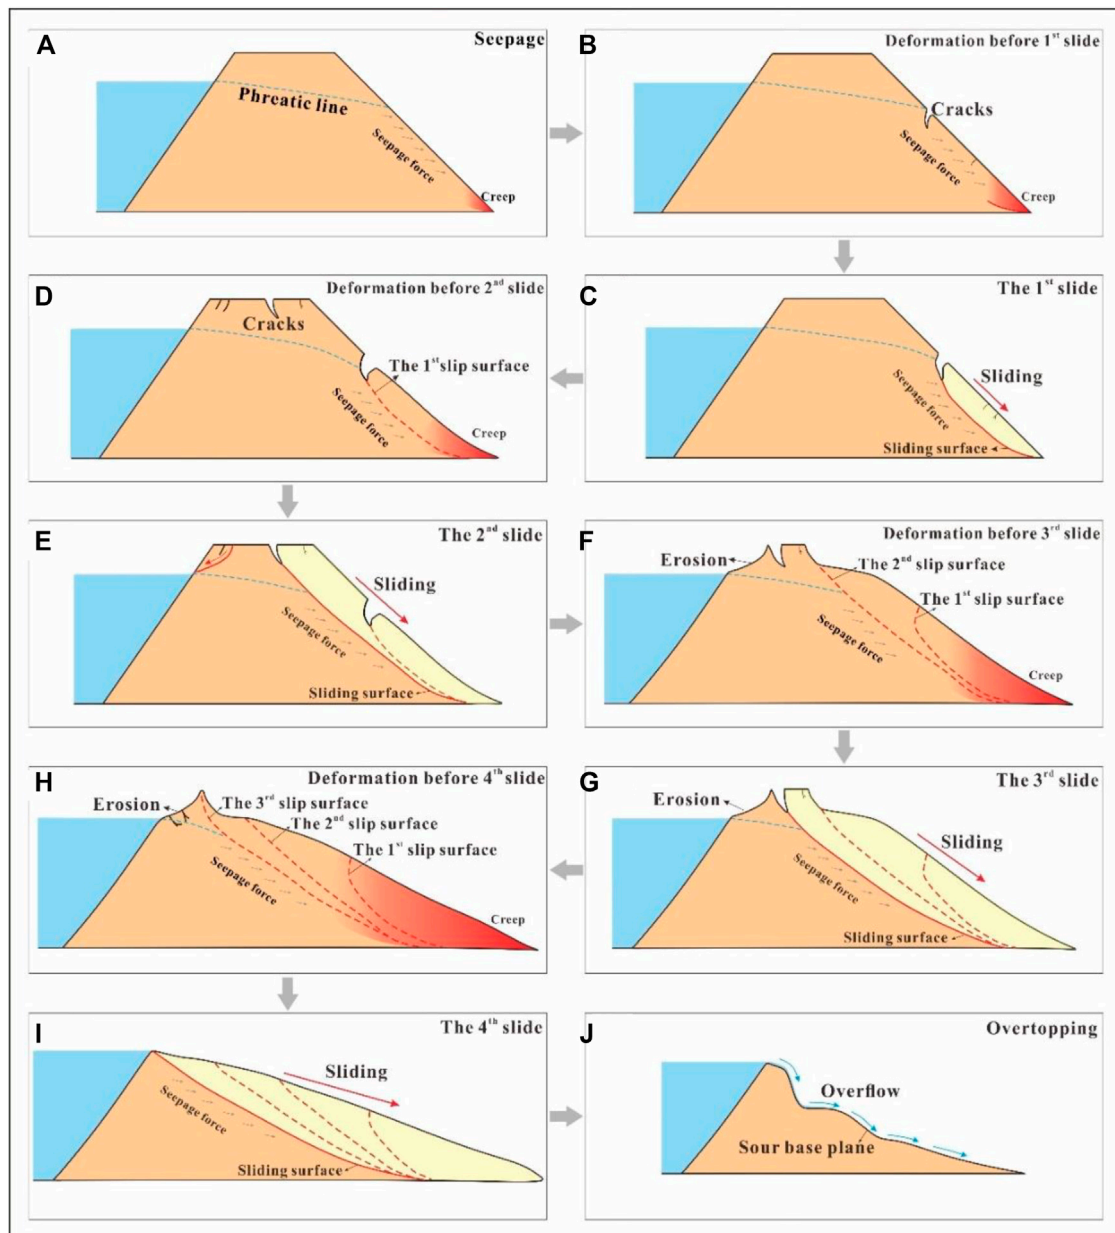 A
Seepage
Phreatic line
Seepage force
Creep
B
Deformation before 1st slide
Cracks
Seepage force
Creep
D
Deformation before 2nd slide
Cracks
The 1st slip surface
Seepage force
Creep
C
The 1st slide
Sliding
Seepage force
Sliding surface
E
The 2nd slide
Sliding
Seepage force
Sliding surface
F
Deformation before 3rd slide
Erosion
The 2nd slip surface
The 1st slip surface
Seepage force
Creep
H
Deformation before 4th slide
Erosion
The 3rd slip surface
The 2nd slip surface
The 1st slip surface
Seepage force
Creep
G
The 3rd slide
Erosion
Sliding
Seepage force
Sliding surface
I
The 4th slide
Sliding
Seepage force
Sliding surface
J
Overtopping
Overflow
Sour base plane